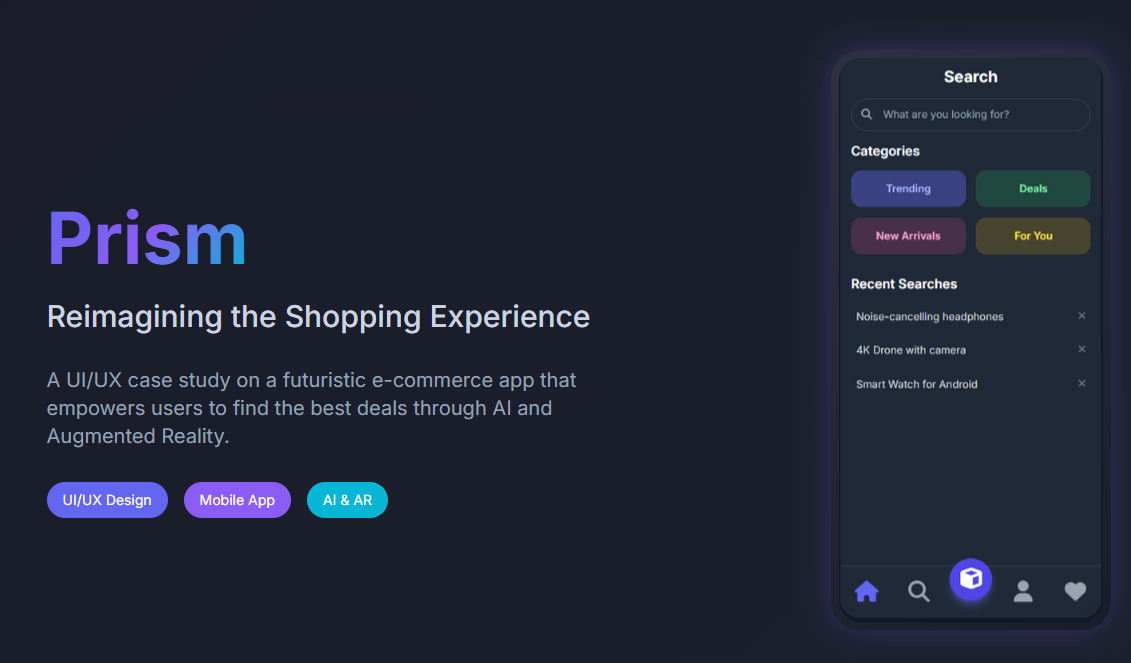 Prism
Reimagining the Shopping Experience
A UI/UX case study on a futuristic e-commerce app that
empowers users to find the best deals through AI and
Augmented Reality.
UI/UX Design
Mobile App
AI & AR
Search
What are you looking for?
Categories
Trending
Deals
New Arrivals
For You
Recent Searches
Noise-cancelling headphones
4K Drone with camera
Smart Watch for Android